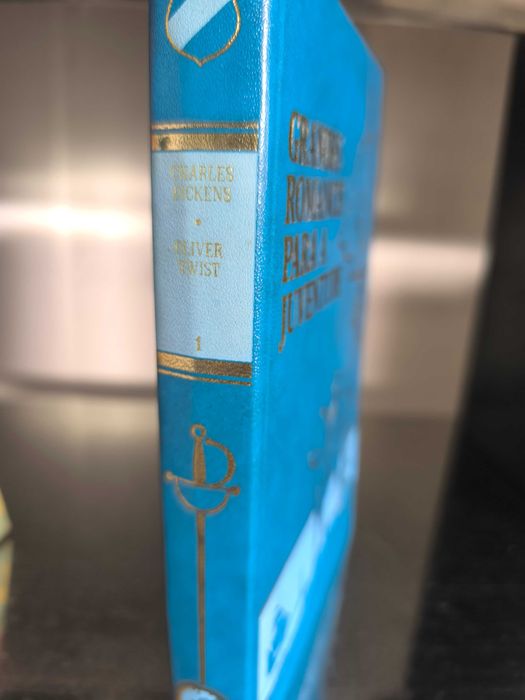 CHARLES
DICKENS
•
OLIVER
TWIST
1
GRANDES
ROMANCES
PARA A
JUVENTUDE